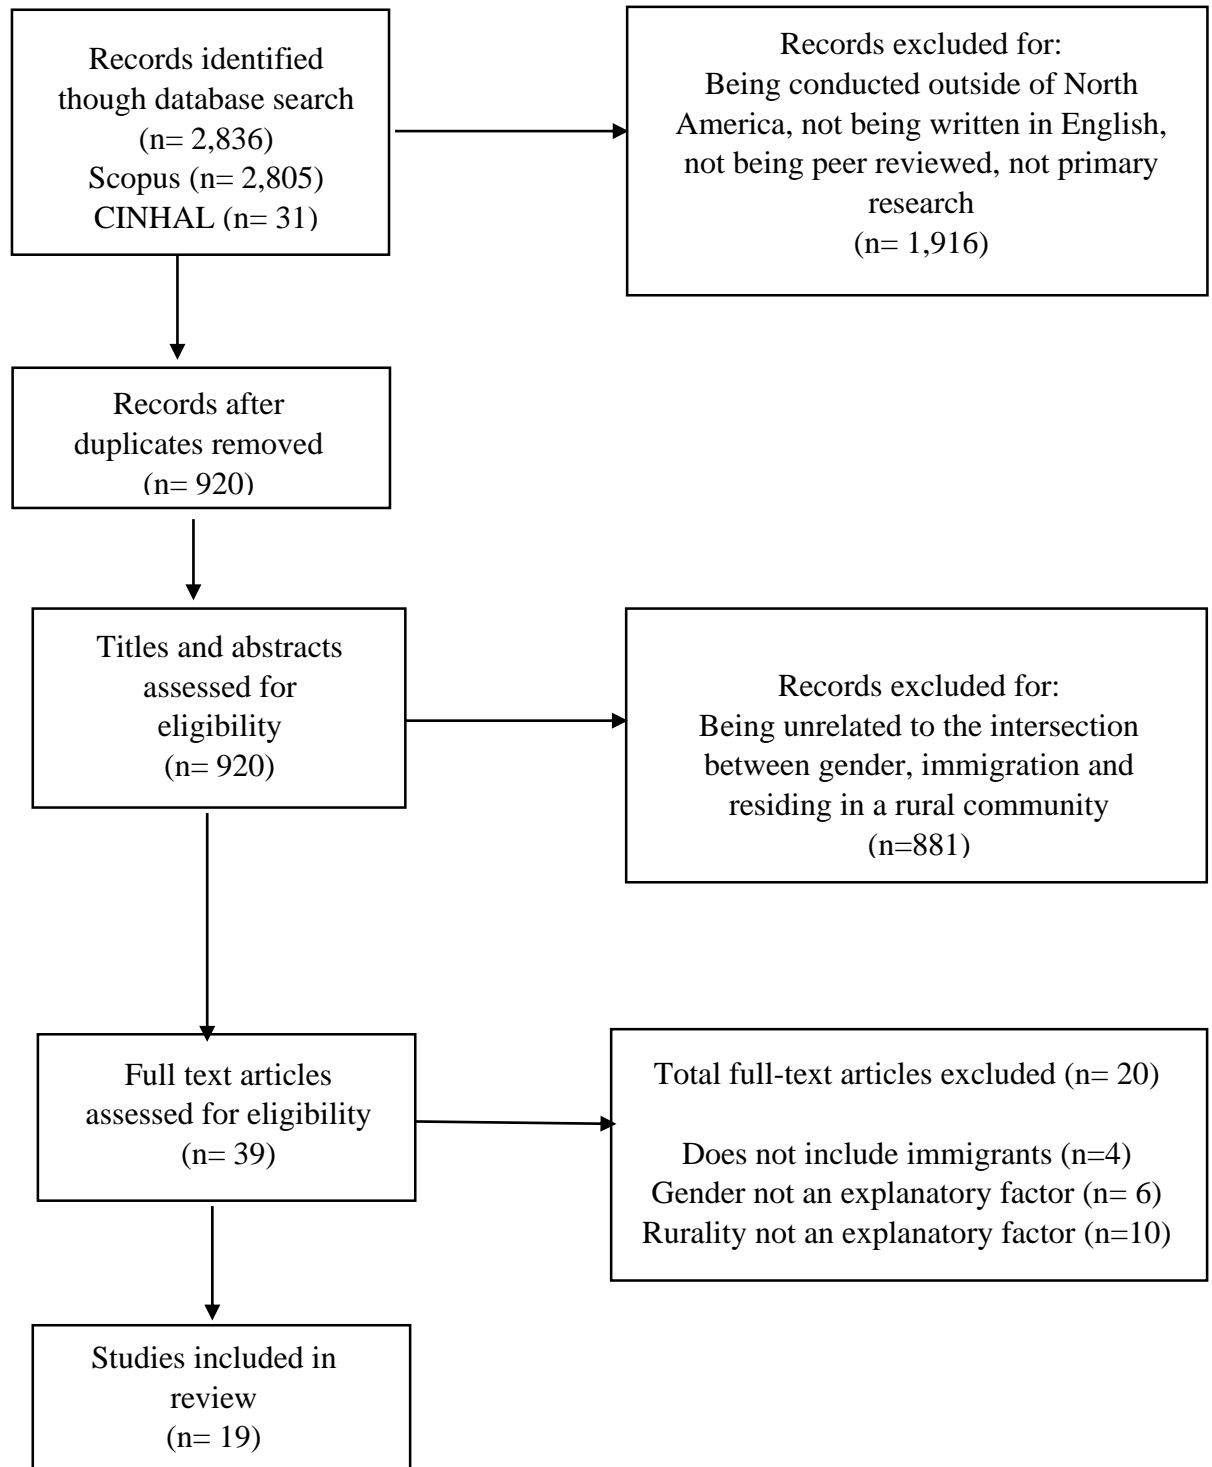 Records identified
though database search
(n= 2,836)
Scopus (n= 2,805)
CINHAL (n= 31)
Records excluded for:
Being conducted outside of North
America, not being written in English,
not being peer reviewed, not primary
research
(n= 1,916)
Records after
duplicates removed
(n= 920)
Titles and abstracts
assessed for
eligibility
(n= 920)
Records excluded for:
Being unrelated to the intersection
between gender, immigration and
residing in a rural community
(n=881)
Full text articles
assessed for eligibility
(n= 39)
Total full-text articles excluded (n= 20)
Does not include immigrants (n=4)
Gender not an explanatory factor (n= 6)
Rurality not an explanatory factor (n=10)
Studies included in
review
(n= 19)